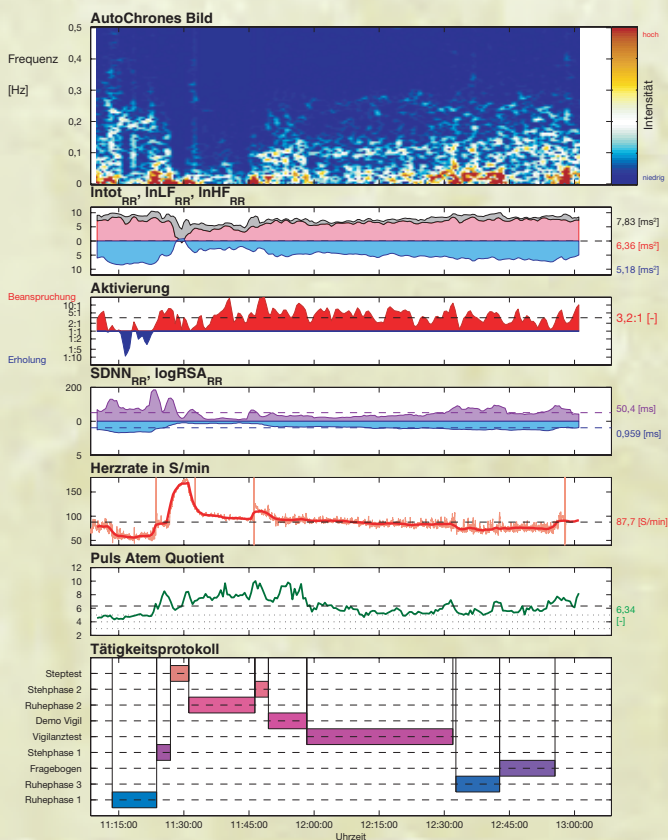 AutoChrones Bild
Frequenz
[Hz]
0,5
0,4
0,3
0,2
0,1
0
hoch
Intensität
niedrig
lntot RR, lnLF RR, lnHF RR
10
5
0
5
10
7,83 [ms²]
6,36 [ms²]
5,18 [ms²]
Aktivierung
Beanspruchung
10:1
5:1
2:1
1:1
1:2
1:5
1:10
Erholung
3,2:1 [-]
SDNN RR, logRSA RR
200
0
5
50,4 [ms]
0,959 [ms]
Herzrate in S/min
150
100
50
87,7 [S/min]
Puls Atem Quotient
12
10
8
6
4
2
6,34
[-]
Tätigkeitsprotokoll
Steptest
Stehphase 2
Ruhephase 2
Demo Vigil
Vigilanztest
Stehphase 1
Fragebogen
Ruhephase 3
Ruhephase 1
11:15:00 11:30:00 11:45:00 12:00:00 12:15:00 12:30:00 12:45:00 13:00:00
Uhrzeit